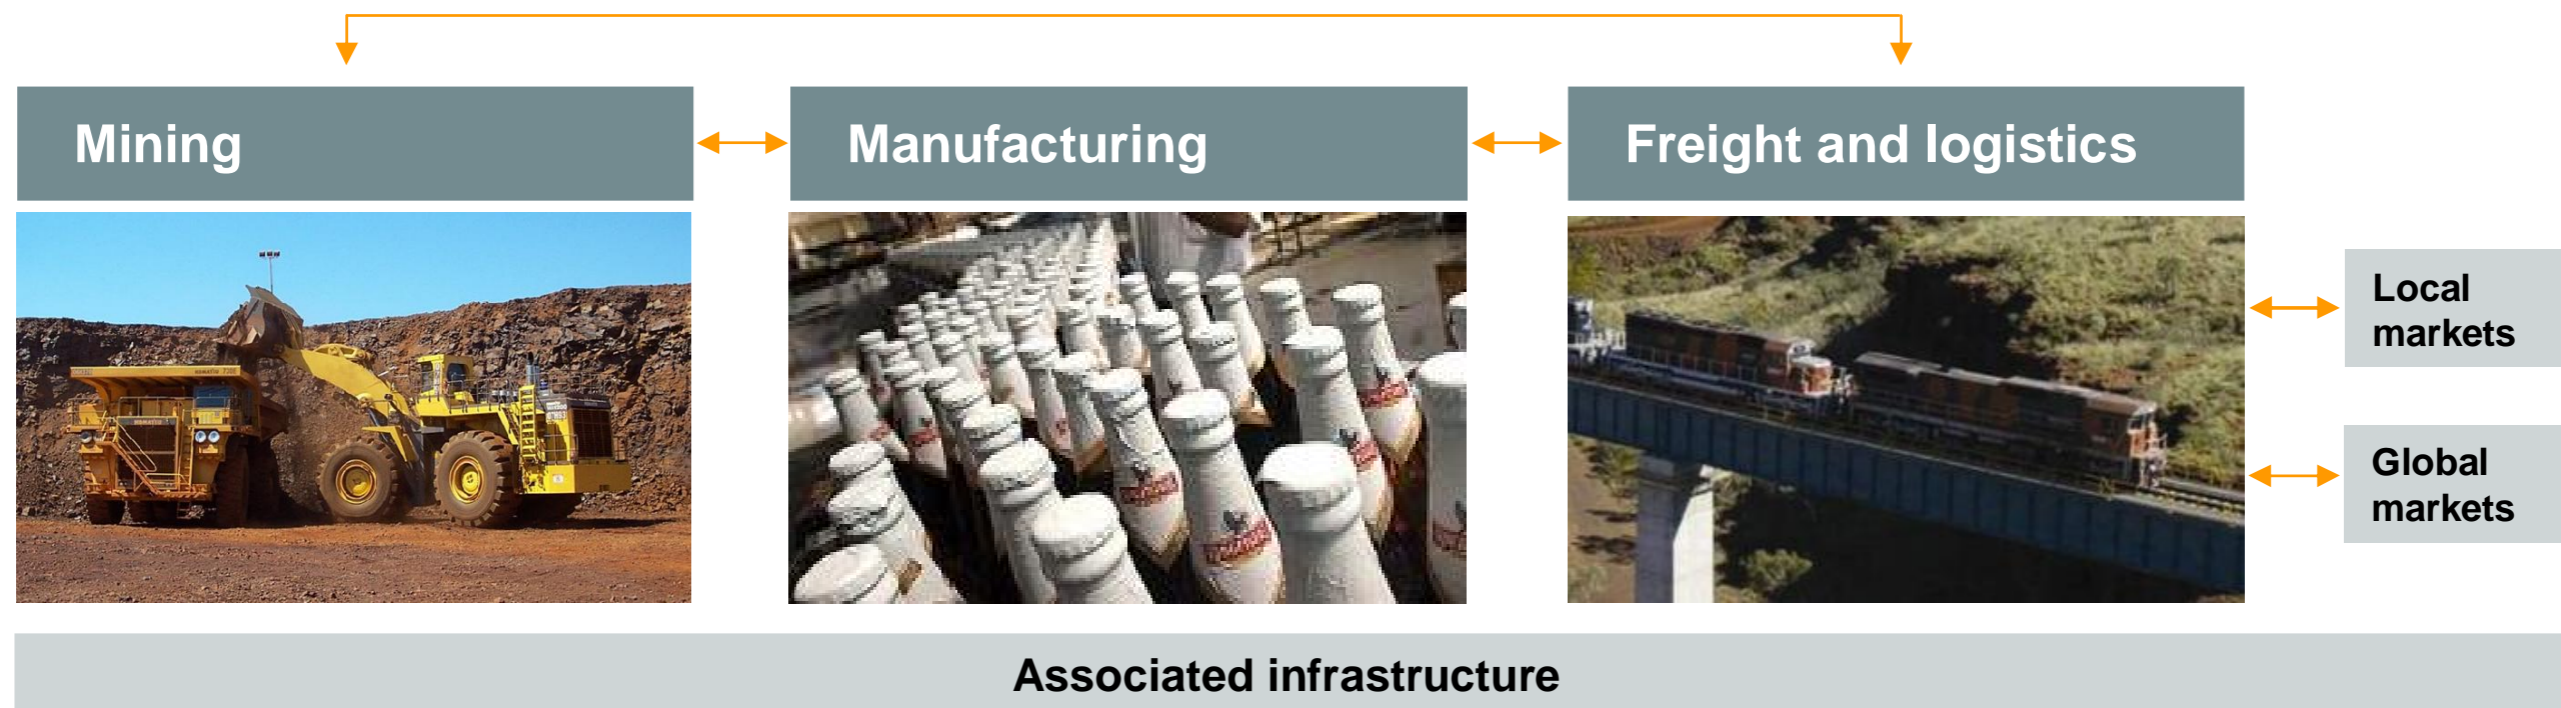 Mining
Manufacturing
Freight and logistics
Local
markets
Global
markets
Associated infrastructure